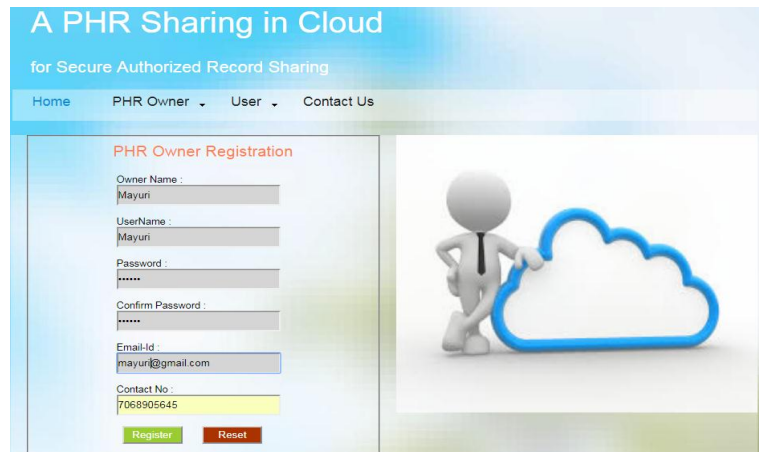 A PHR Sharing in Cloud
for Secure Authorized Record Sharing
Home PHR Owner User Contact Us
PHR Owner Registration
Owner Name :
Mayuri
UserName :
Mayuri
Password :
••••••
Confirm Password :
••••••
Email-Id :
mayuri@gmail.com
Contact No :
7068905645
Register Reset